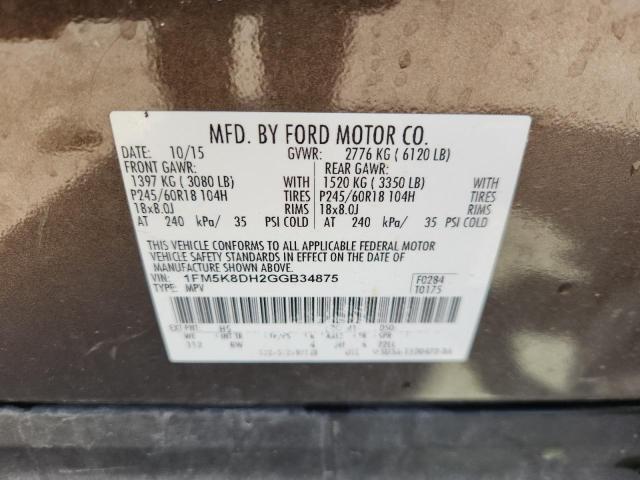 MFD. BY FORD MOTOR CO.
DATE: 10/15 GVWR: 2776 KG ( 6120 LB)
FRONT GAWR: REAR GAWR:
1397 KG ( 3080 LB) WITH 1520 KG ( 3350 LB) WITH
P245/60R18 104H TIRES P245/60R18 104H TIRES
18x8.0J RIMS 18x8.0J RIMS
AT 240 kPa/ 35 PSI COLD AT 240 kPa/ 35 PSI COLD
THIS VEHICLE CONFORMS TO ALL APPLICABLE FEDERAL MOTOR
VEHICLE SAFETY STANDARDS IN EFFECT ON THE DATE OF
MANUFACTURE SHOWN ABOVE.
VIN: 1FM5K8DH2GGB34875 F0284
TYPE: MPV T0175
EXT PNT: HS DSO: